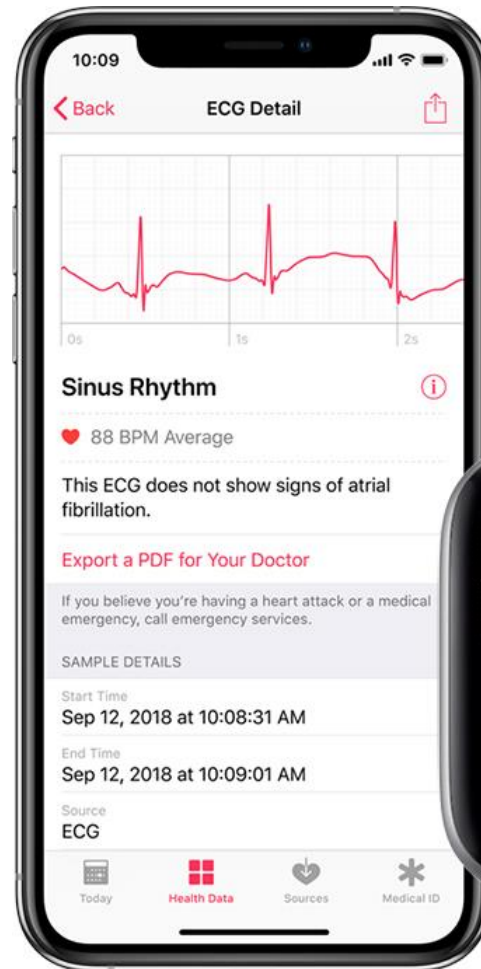 10:09
Back
ECG Detail
0s
1s
2s
Sinus Rhythm
88 BPM Average
This ECG does not show signs of atrial
fibrillation.
Export a PDF for Your Doctor
If you believe you're having a heart attack or a medical
emergency, call emergency services.
SAMPLE DETAILS
Start Time
Sep 12, 2018 at 10:08:31 AM
End Time
Sep 12, 2018 at 10:09:01 AM
Source
ECG
Today
Health Data
Sources
Medical ID